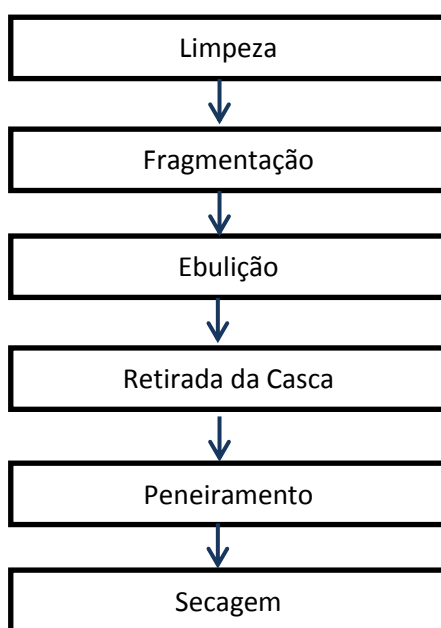 Limpeza
Fragmentação
Ebulição
Retirada da Casca
Peneiramento
Secagem